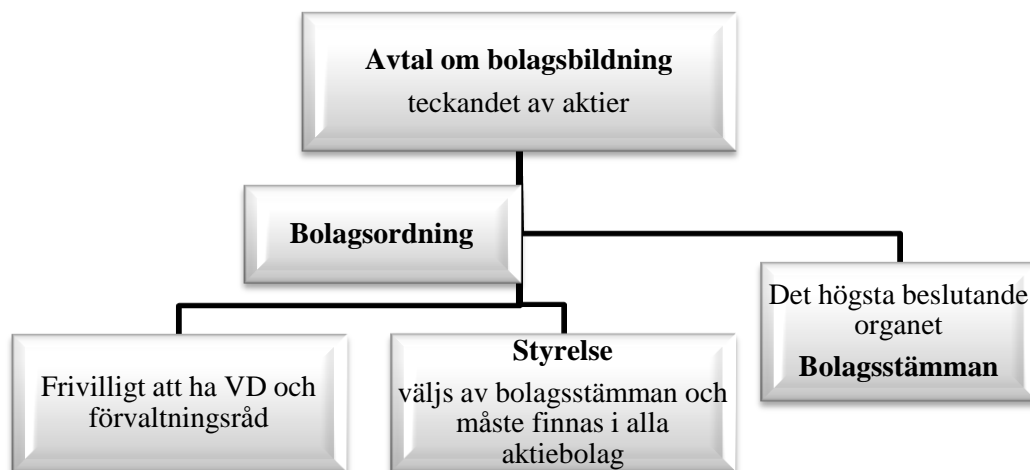 Avtal om bolagsbildning
teckandet av aktier
Bolagsordning
Det högsta beslutande
organet
Bolagsstämman
Frivilligt att ha VD och
förvaltningsråd
Styrelse
väljs av bolagsstämman och
måste finnas i alla
aktiebolag